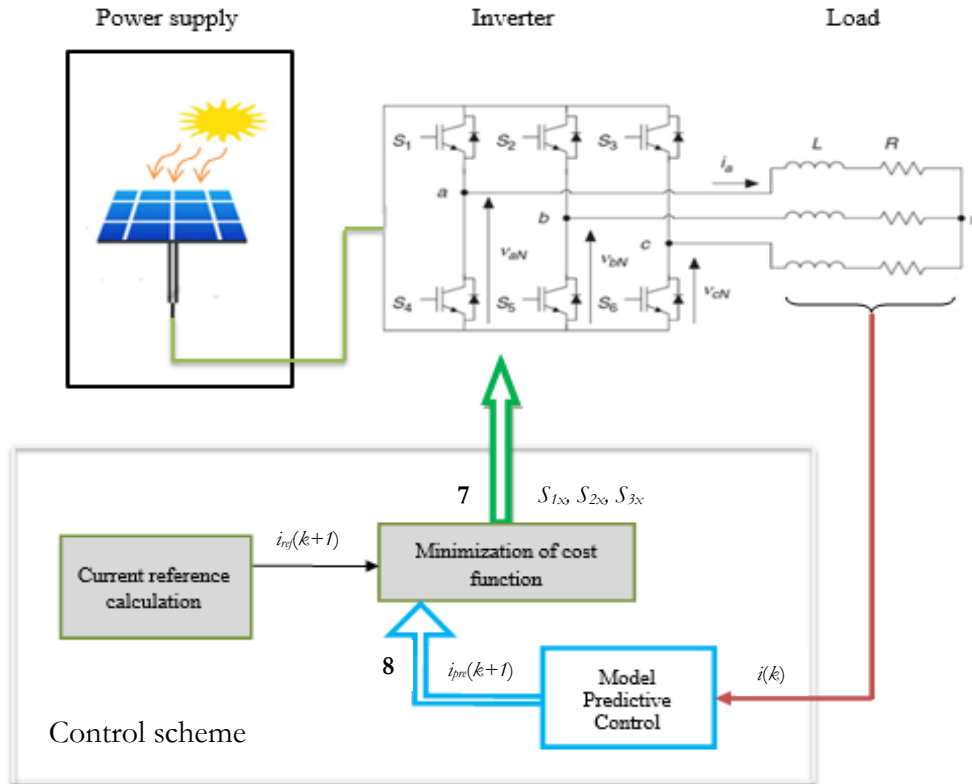 Power supply
Inverter
Load
S1
S2
S3
L
R
ia
a
b
c
vaN
vbN
vcN
S4
S5
S6
7
S1x, S2x, S3x
iref(k+1)
Minimization of cost
function
Current reference
calculation
8
ipre(k+1)
i(k)
Model
Predictive
Control
Control scheme